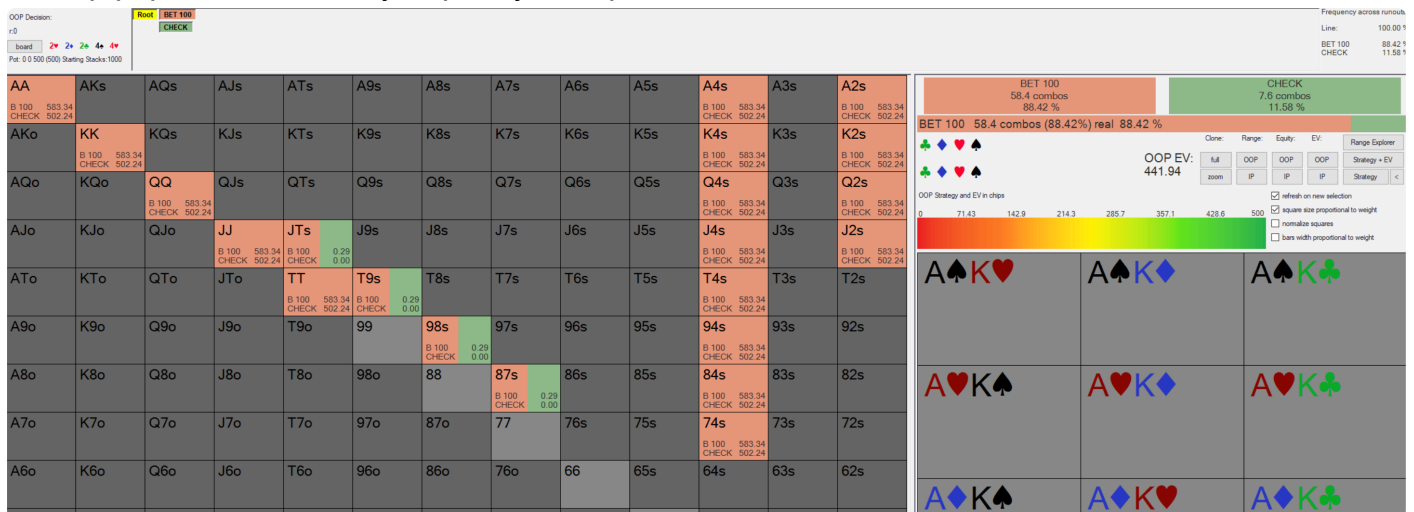 OOP Decision:
r:0
board 2♥ 2♦ 2♣ 4♠ 4♥
Pot: 0 0 500 (500) Starting Stacks:1000
Root BET 100
CHECK
Frequency across runouts.
Line: 100.00 %
BET 100 88.42 %
CHECK 11.58 %
AA AKs AQs AJs ATs A9s A8s A7s A6s A5s A4s A3s A2s
B 100 583.34 B 100 583.34 B 100 583.34
CHECK 502.24 CHECK 502.24 CHECK 502.24
AKo KK KQs KJs KTs K9s K8s K7s K6s K5s K4s K3s K2s
B 100 583.34 B 100 583.34 B 100 583.34
CHECK 502.24 CHECK 502.24 CHECK 502.24
AQo KQo QQ QJs QTs Q9s Q8s Q7s Q6s Q5s Q4s Q3s Q2s
B 100 583.34 B 100 583.34 B 100 583.34
CHECK 502.24 CHECK 502.24 CHECK 502.24
AJo KJo QJo JJ JTs J9s J8s J7s J6s J5s J4s J3s J2s
B 100 583.34 B 100 0.29 B 100 583.34 B 100 583.34
CHECK 502.24 CHECK 0.00 CHECK 502.24 CHECK 502.24
ATo KTo QTo JTo TT T9s T8s T7s T6s T5s T4s T3s T2s
B 100 583.34 B 100 0.29 B 100 583.34
CHECK 502.24 CHECK 0.00 CHECK 502.24
A9o K9o Q9o J9o T9o 99 98s 97s 96s 95s 94s 93s 92s
B 100 0.29 B 100 583.34
CHECK 0.00 CHECK 502.24
A8o K8o Q8o J8o T8o 98o 88 87s 86s 85s 84s 83s 82s
B 100 0.29 B 100 583.34
CHECK 0.00 CHECK 502.24
A7o K7o Q7o J7o T7o 97o 87o 77 76s 75s 74s 73s 72s
B 100 583.34
CHECK 502.24
A6o K6o Q6o J6o T6o 96o 86o 76o 66 65s 64s 63s 62s
BET 100 CHECK
58.4 combos 7.6 combos
88.42 % 11.58 %
BET 100 58.4 combos (88.42%) real 88.42 %
♣ ♦ ♥ ♠
♣ ♦ ♥ ♠
OOP EV:
441.94
Clone: Range: Equity: EV: Range Explorer
full OOP OOP OOP Strategy + EV
zoom IP IP IP Strategy <
OOP Strategy and EV in chips
0 71.43 142.9 214.3 285.7 357.1 428.6 500
refresh on new selection
square size proportional to weight
normalize squares
bars width proportional to weight
A♠K♥ A♠K♦ A♠K♣
A♥K♠ A♥K♦ A♥K♣
A♦K♠ A♦K♥ A♦K♣